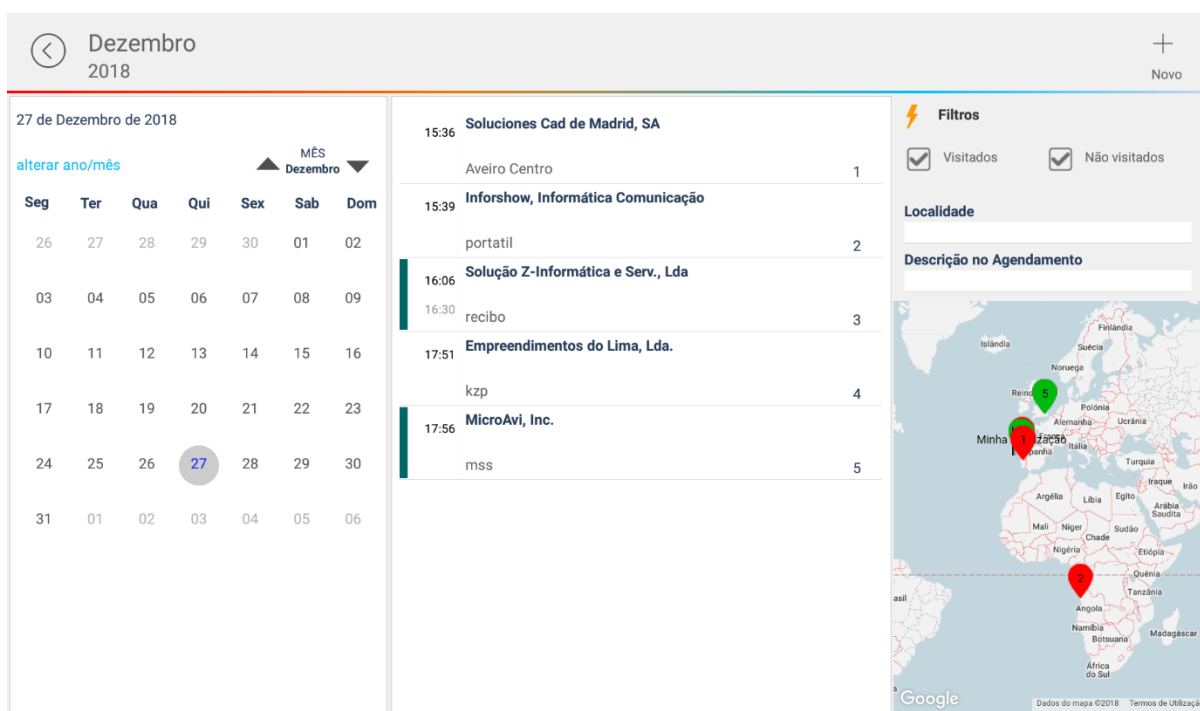 Dezembro
2018
Novo
27 de Dezembro de 2018
alterar ano/mês
MÊS
Dezembro
Seg Ter Qua Qui Sex Sab Dom
26 27 28 29 30 01 02
03 04 05 06 07 08 09
10 11 12 13 14 15 16
17 18 19 20 21 22 23
24 25 26 27 28 29 30
31 01 02 03 04 05 06
15:36 Soluciones Cad de Madrid, SA
Aveiro Centro 1
15:39 Inforshow, Informática Comunicação
portatil 2
16:06 Solução Z-Informática e Serv., Lda
16:30 recibo 3
17:51 Empreendimentos do Lima, Lda.
kzp 4
17:56 MicroAvi, Inc.
mss 5
Filtros
Visitados Não visitados
Localidade
Descrição no Agendamento
Finlândia
Islândia
Suécia
Noruega
Reino 5
Polónia
Alemanha Ucrânia
Minha 1
Itália
Turquia
Iraque Irão
Argélia Líbia Egito
Arábia
Saudita
Mali Níger Sudão
Chade
Nigéria Etiópia
Quénia
2
Tanzânia
asil
Angola
Namíbia
Botsuana Madagáscar
África
do Sul
Google
Dados do mapa ©2018 Termos de Utilizaçã